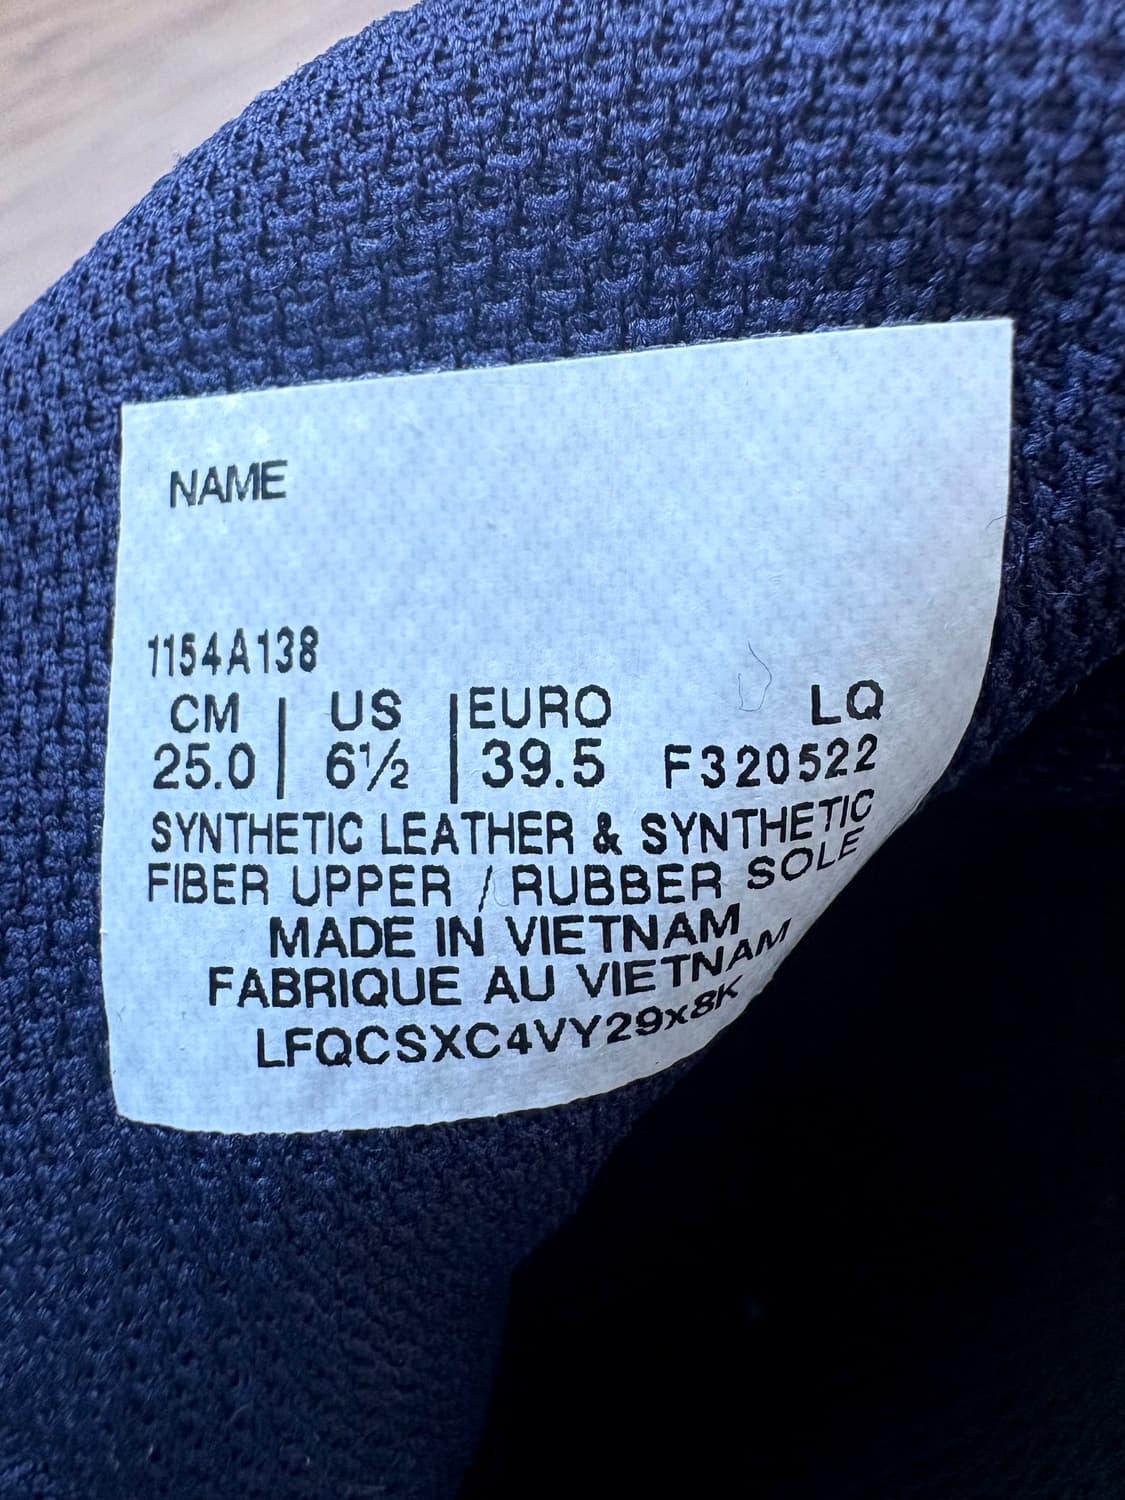 NAME
1154A138
CM | US | EURO LQ
25.0 | 6½ | 39.5 F320522
SYNTHETIC LEATHER & SYNTHETIC
FIBER UPPER / RUBBER SOLE
MADE IN VIETNAM
FABRIQUE AU VIETNAM
LFQCSXC4VY29x8K